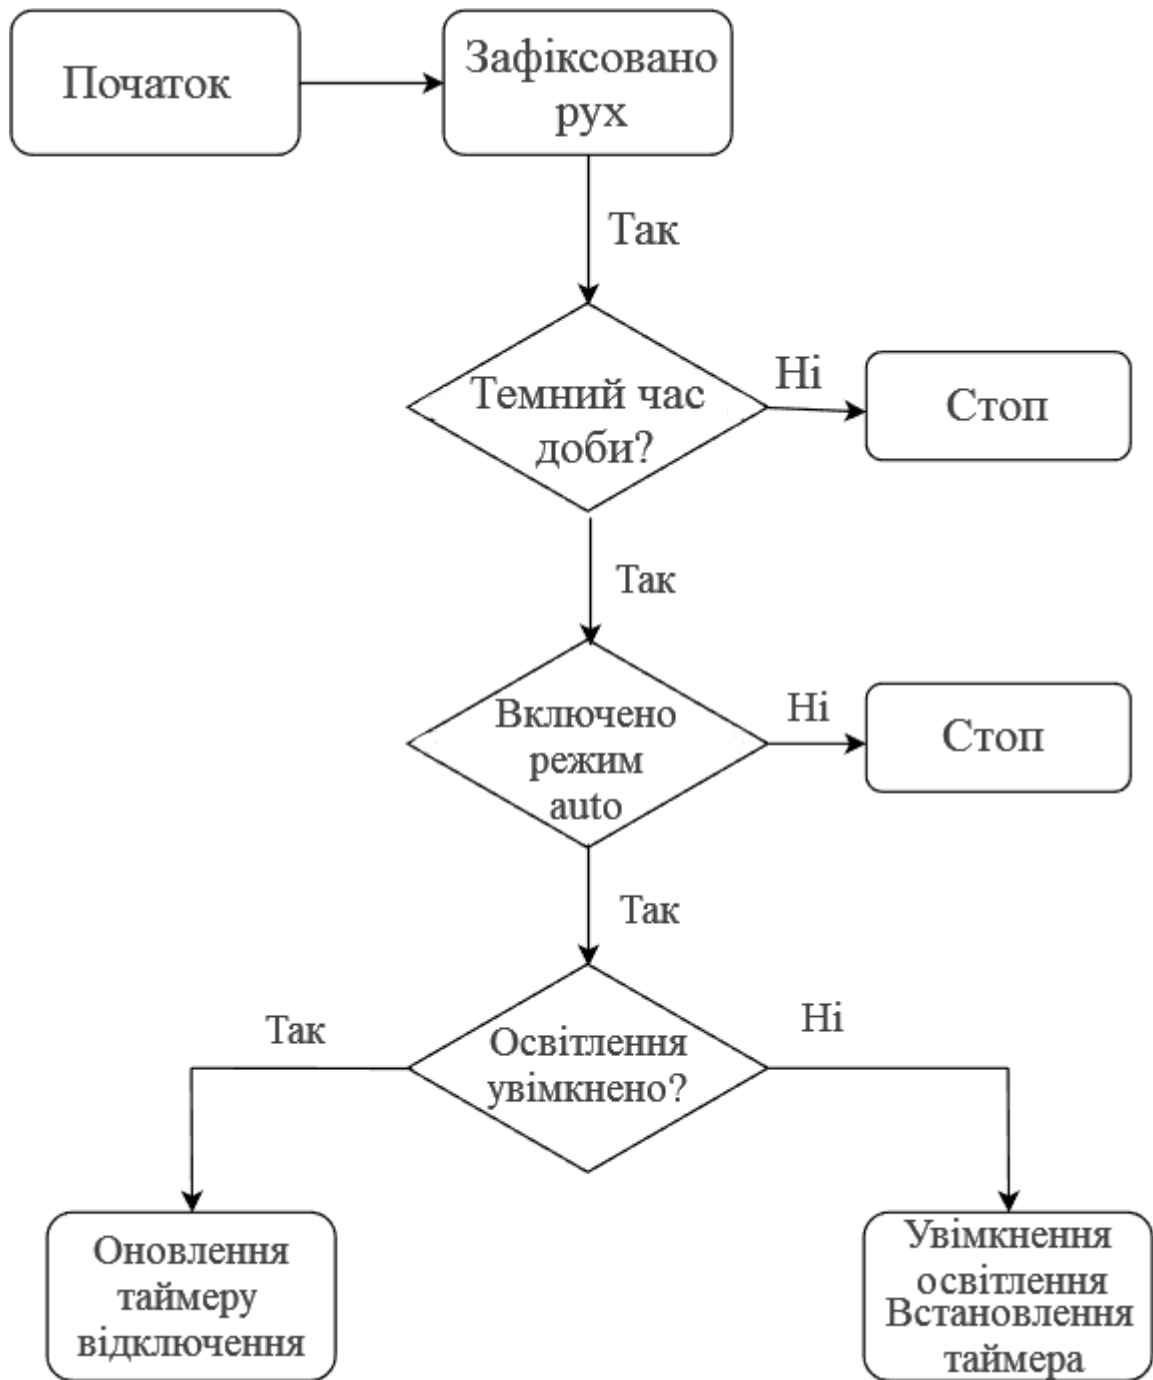 Початок
Зафіксовано
рух
Так
Темний час
доби?
Ні
Стоп
Так
Включено
режим
auto
Ні
Стоп
Так
Освітлення
увімкнено?
Так
Ні
Оновлення
таймеру
відключення
Увімкнення
освітлення
Встановлення
таймера